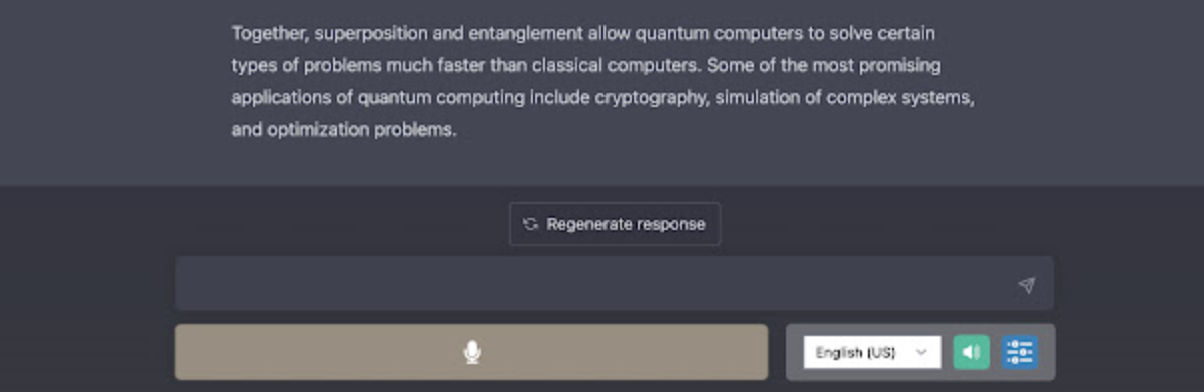 Together, superposition and entanglement allow quantum computers to solve certain
types of problems much faster than classical computers. Some of the most promising
applications of quantum computing include cryptography, simulation of complex systems,
and optimization problems.
Regenerate response
English (US)